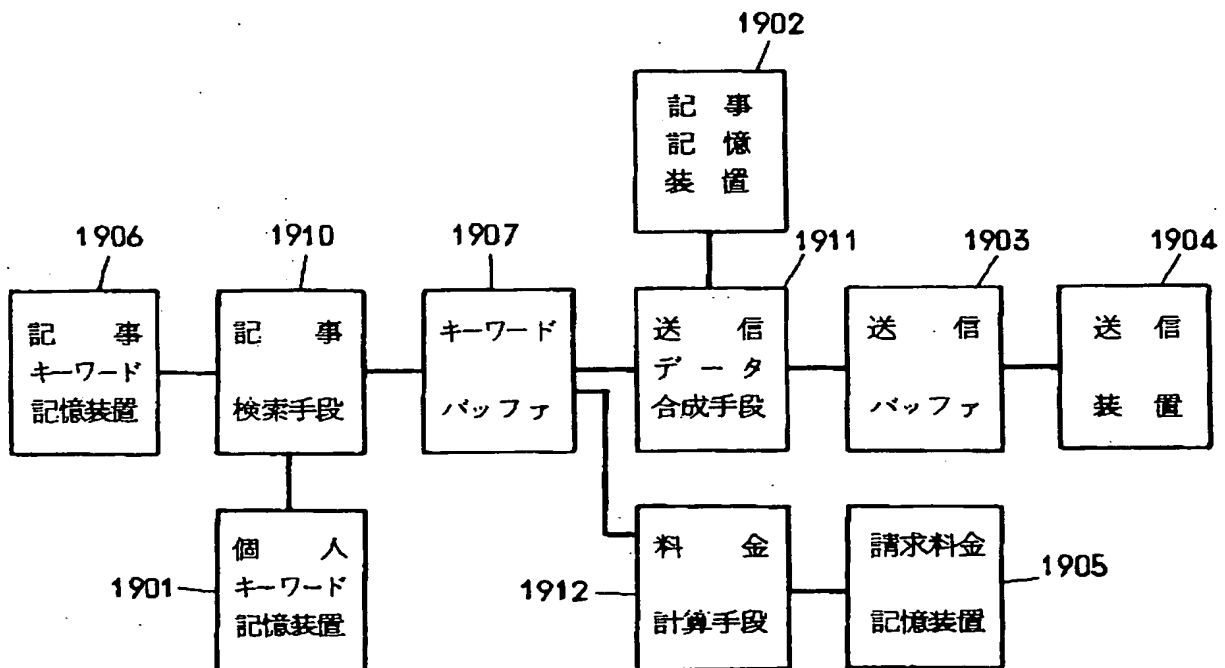 1902
記事
記憶
装置
1906
1910
1907
1911
1903
1904
記事
キーワード
記憶装置
記事
検索手段
キーワード
バッファ
送信
データ
合成手段
送信
バッファ
送信
装置
1901
個人
キーワード
記憶装置
1912
料金
計算手段
請求料金
記憶装置
1905